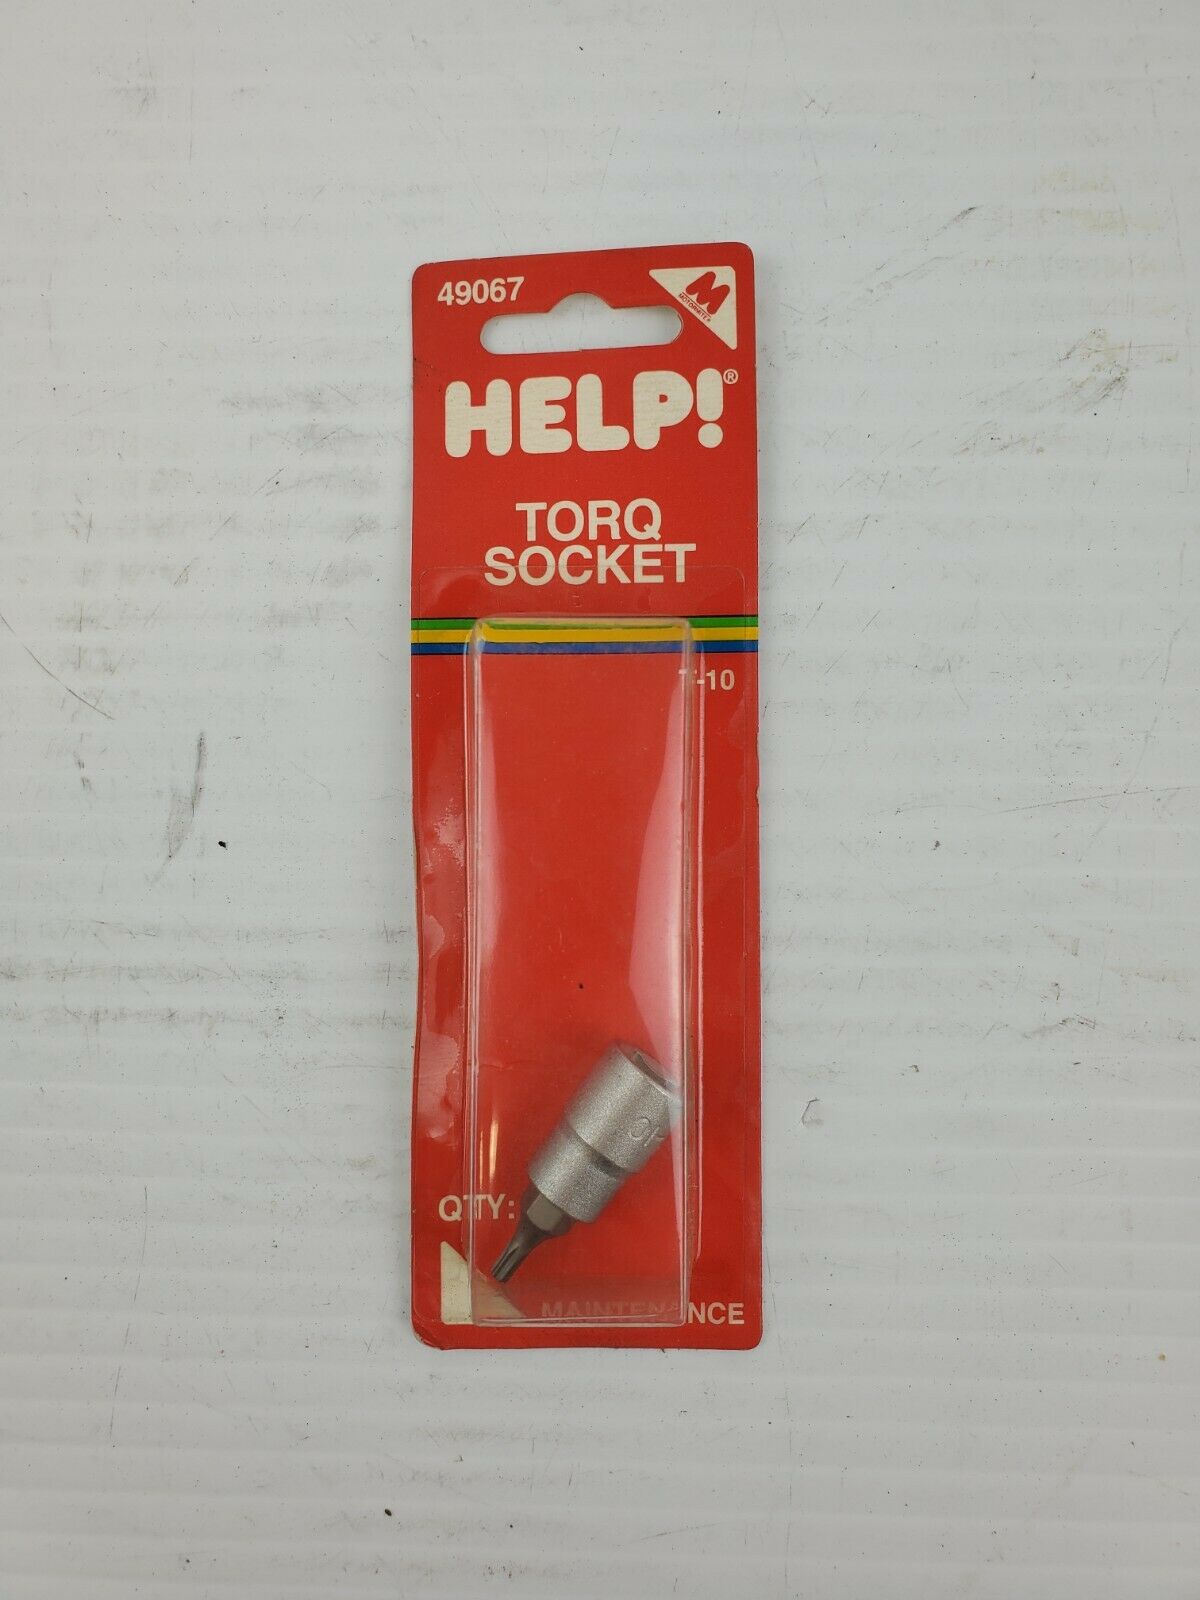 49067
M
MOTORMITE®
HELP!®
TORQ
SOCKET
T-10
QTY:
MAINTENANCE